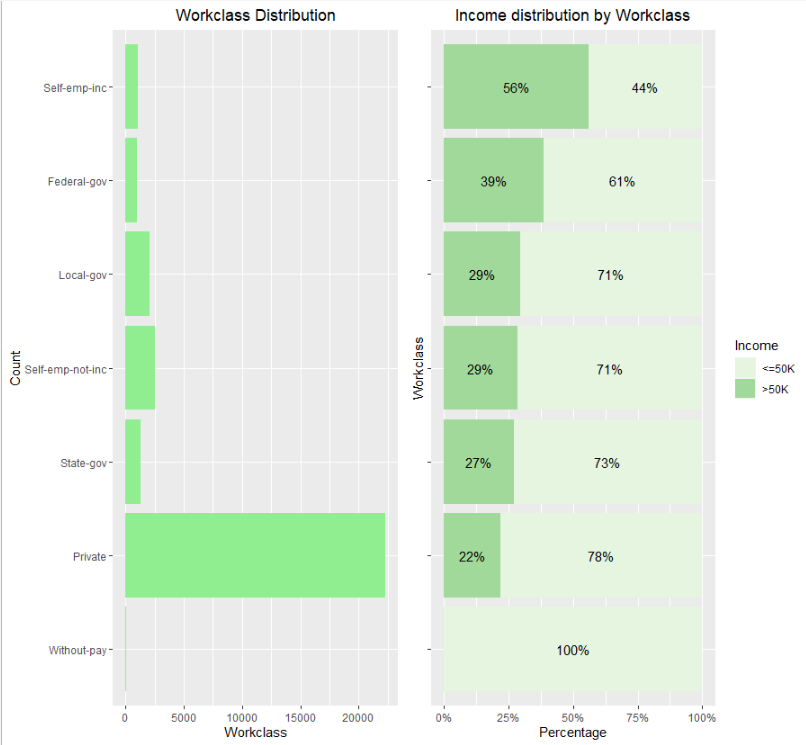 Workclass Distribution
Income distribution by Workclass
Count
Self-emp-inc
Federal-gov
Local-gov
Self-emp-not-inc
State-gov
Private
Without-pay
0 5000 10000 15000 20000
Workclass
Workclass
56% 44%
39% 61%
29% 71%
29% 71%
27% 73%
22% 78%
100%
0% 25% 50% 75% 100%
Percentage
Income
<=50K
>50K